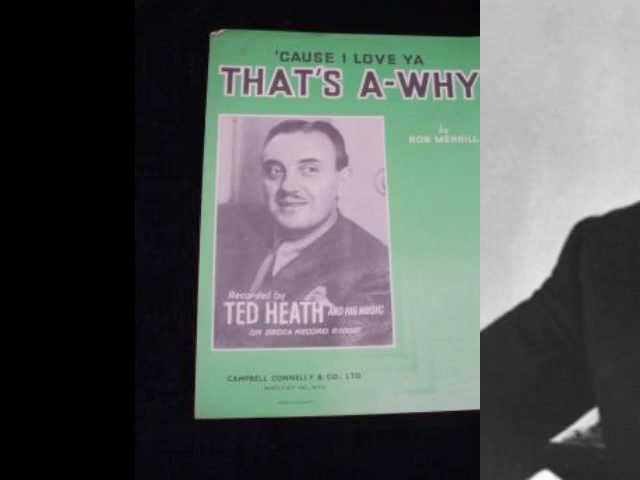 'CAUSE I LOVE YA
THAT'S A-WHY
by
BOB MERRILL
Recorded by
TED HEATH AND HIS MUSIC
ON DECCA RECORD
CAMPBELL CONNELLY & CO., LTD.